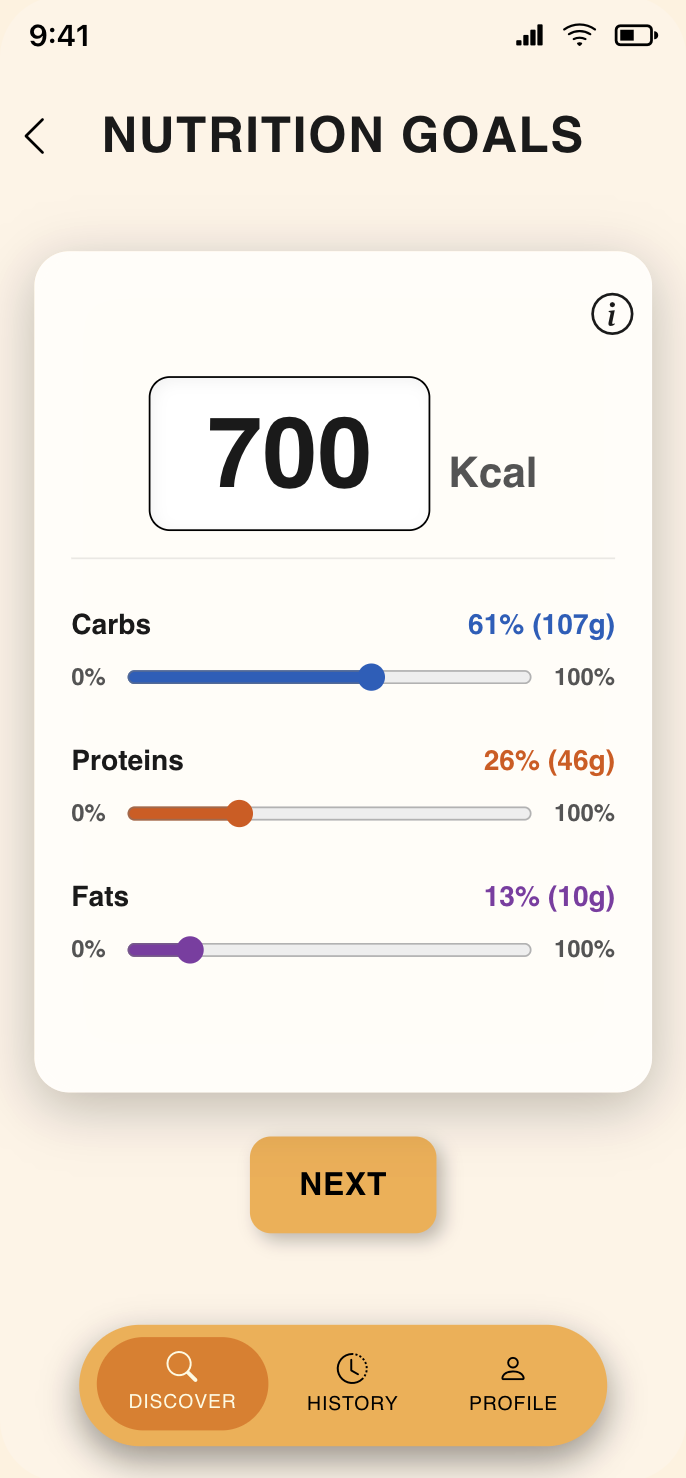 9:41
NUTRITION GOALS
i
700 Kcal
Carbs 61% (107g)
0% 100%
Proteins 26% (46g)
0% 100%
Fats 13% (10g)
0% 100%
NEXT
DISCOVER HISTORY PROFILE